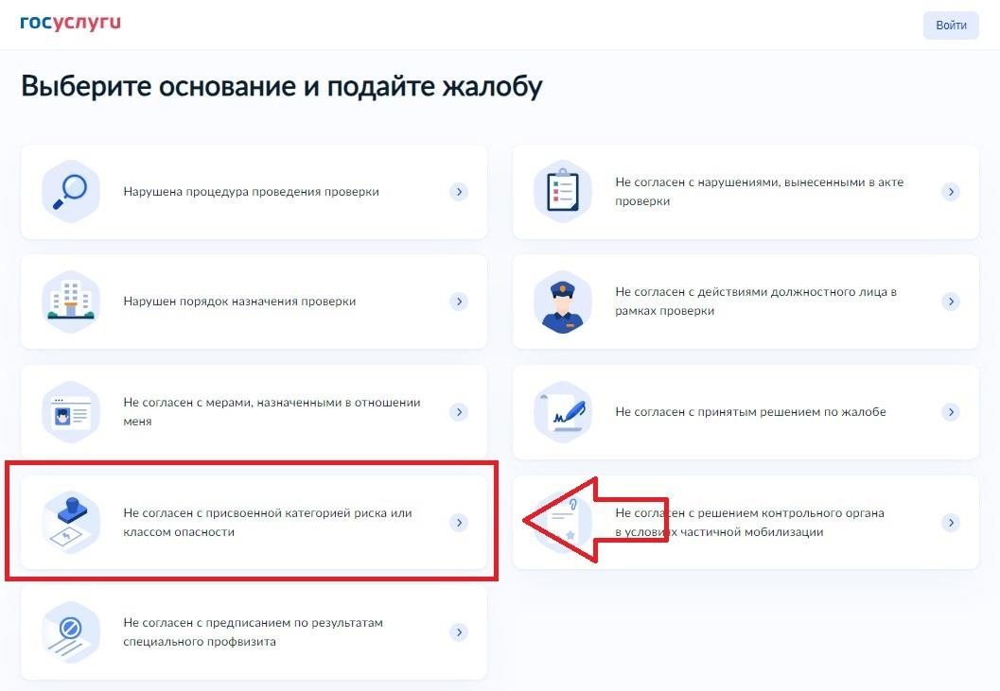 госуслуги
Войти
Выберите основание и подайте жалобу
Нарушена процедура проведения проверки
Не согласен с нарушениями, вынесенными в акте
проверки
Нарушен порядок назначения проверки
Не согласен с действиями должностного лица в
рамках проверки
Не согласен с мерами, назначенными в отношении
меня
Не согласен с принятым решением по жалобе
Не согласен с присвоенной категорией риска или
классом опасности
Не согласен с решением контрольного органа
в условиях частичной мобилизации
Не согласен с предписанием по результатам
специального профвизита